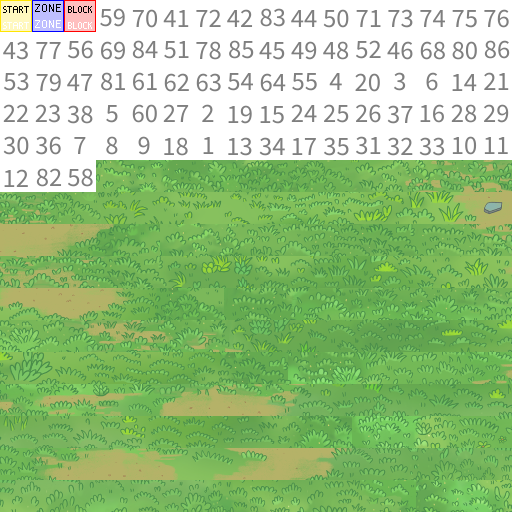 START ZONE BLOCK 59 70 41 72 42 83 44 50 71 73 74 75 76
START ZONE BLOCK
43 77 56 69 84 51 78 85 45 49 48 52 46 68 80 86
53 79 47 81 61 62 63 54 64 55 4 20 3 6 14 21
22 23 38 5 60 27 2 19 15 24 25 26 37 16 28 29
30 36 7 8 9 18 1 13 34 17 35 31 32 33 10 11
12 82 58